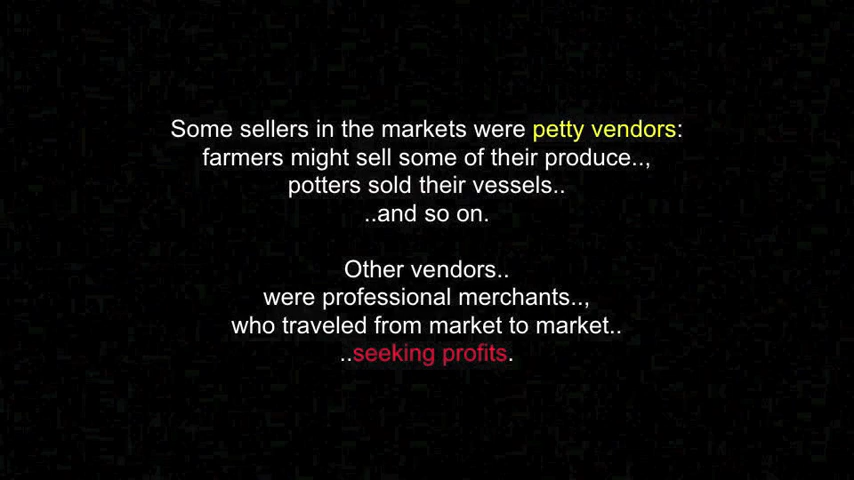 Some sellers in the markets were petty vendors:
farmers might sell some of their produce..,
potters sold their vessels..
..and so on.
Other vendors..
were professional merchants..,
who traveled from market to market..
..seeking profits.